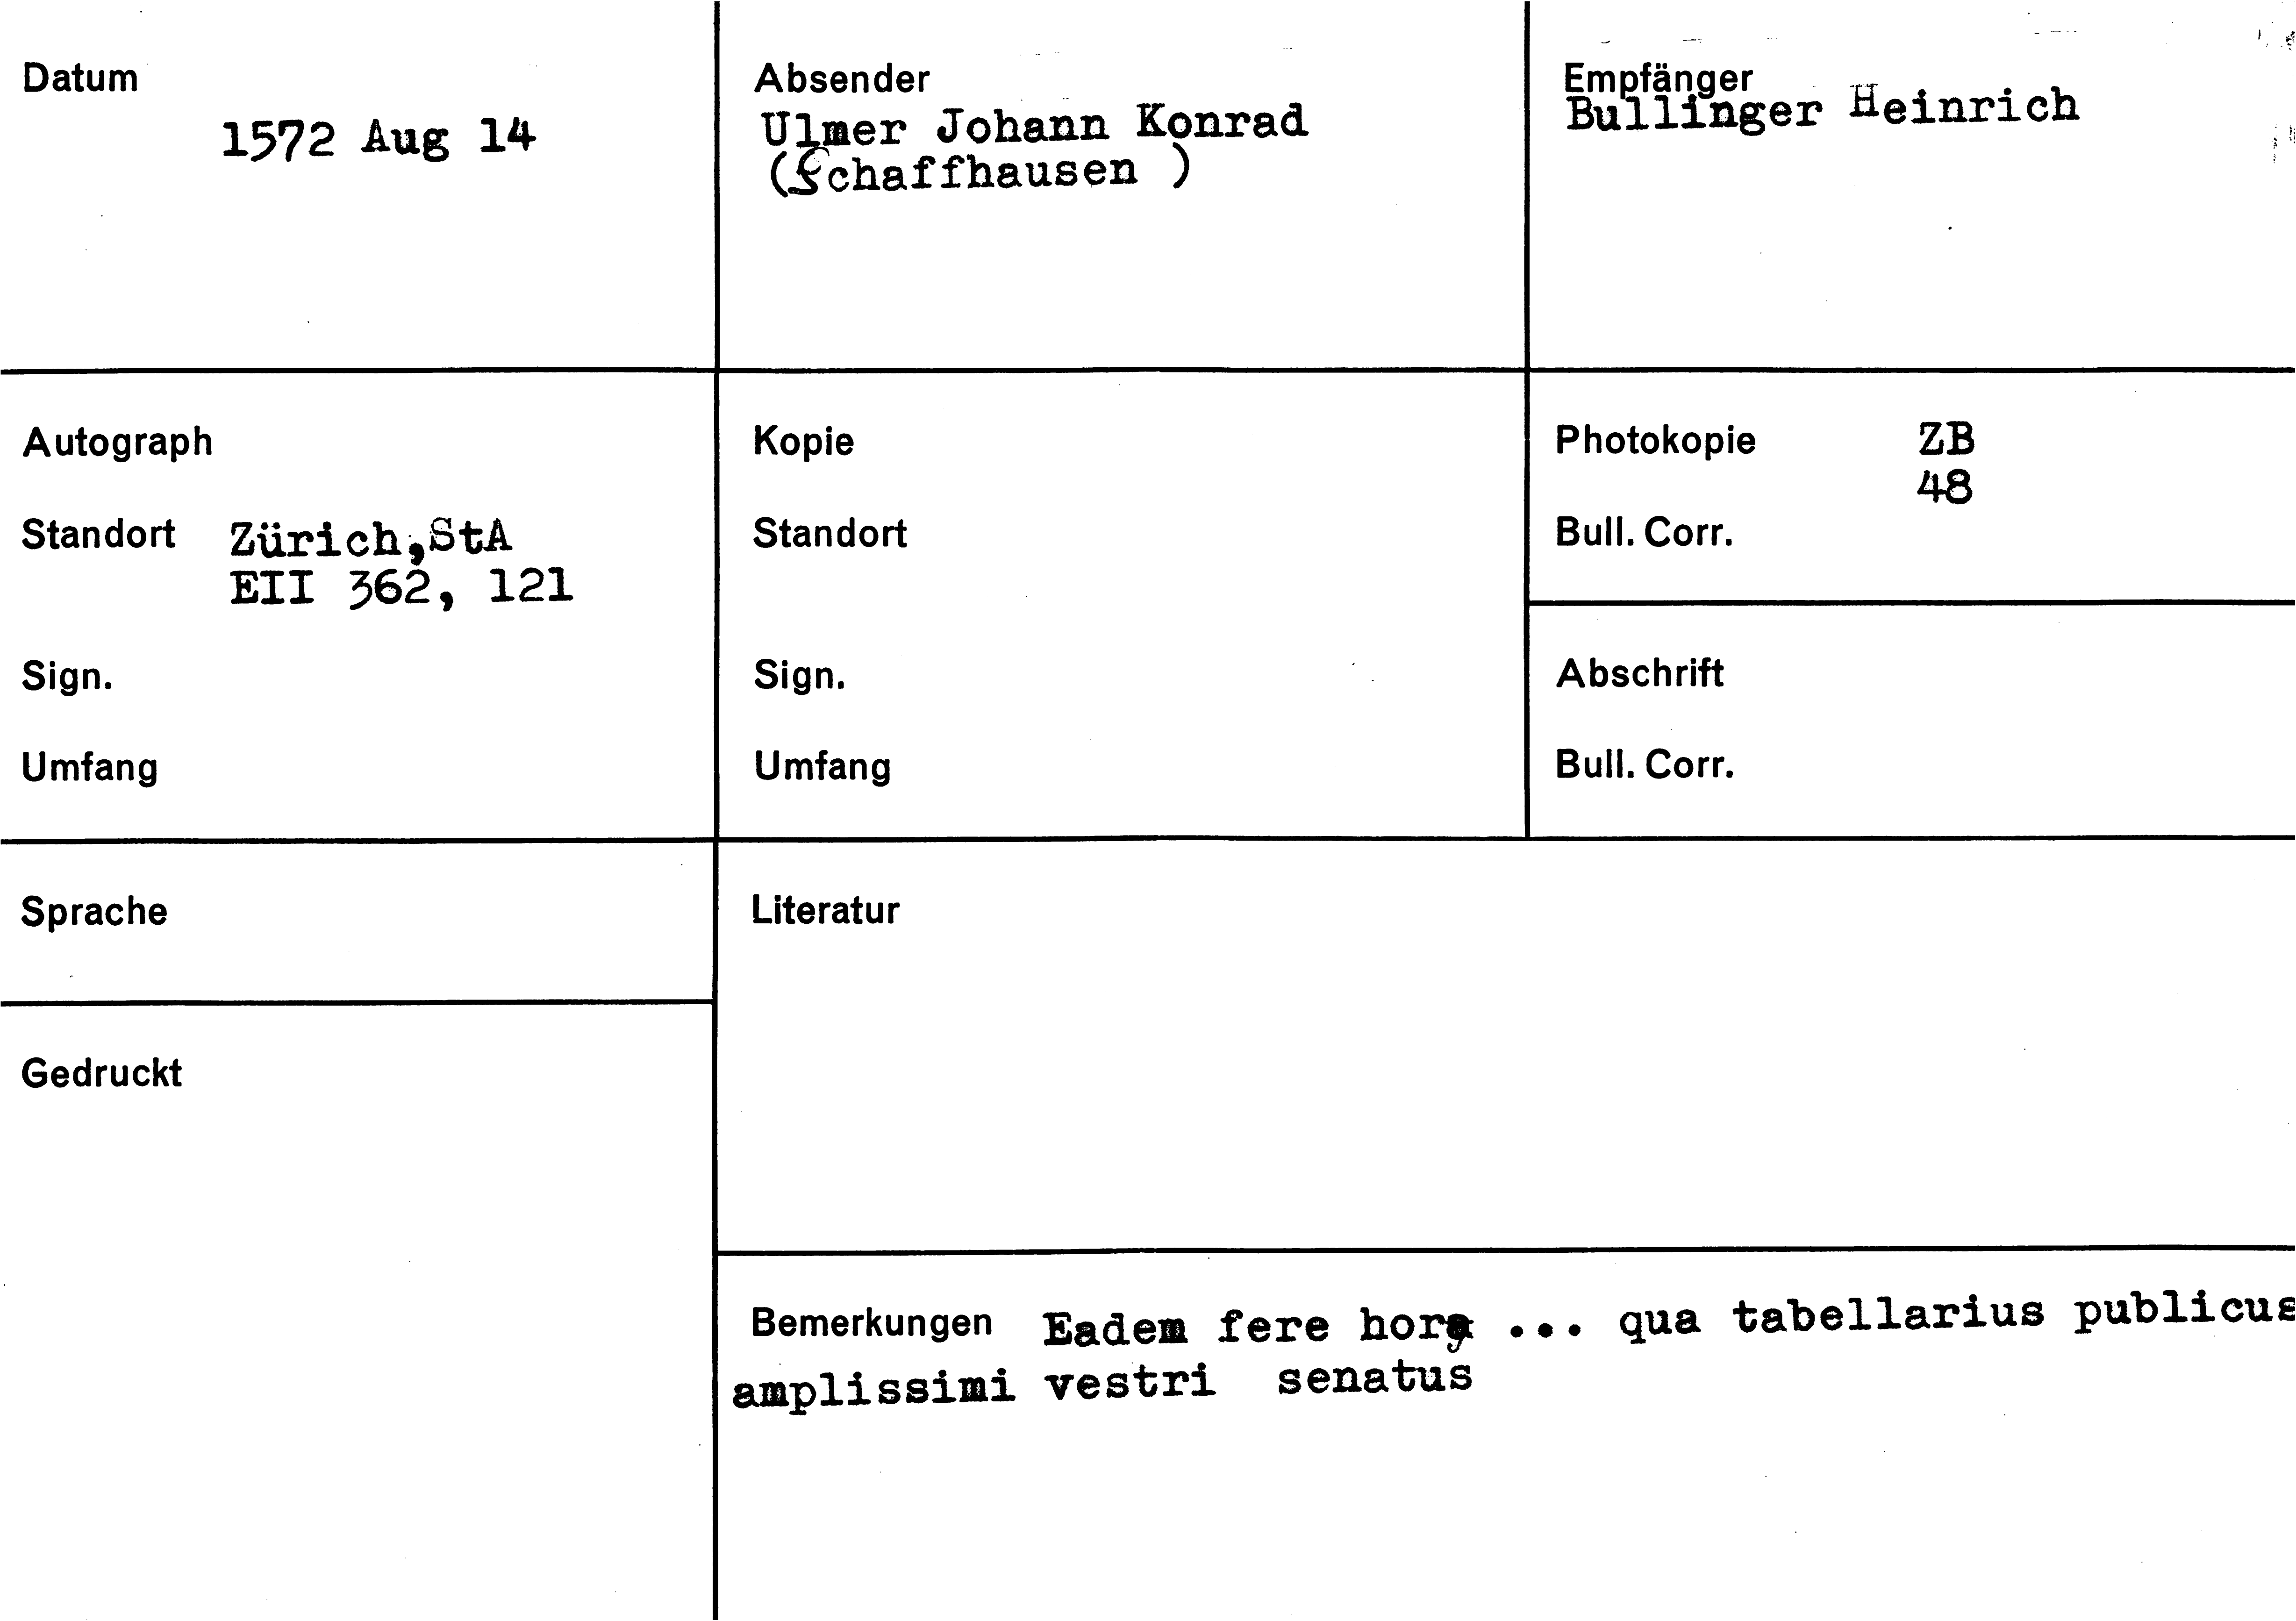 Datum
1572 Aug 14
Absender
Ulmer Johann Konrad
(Schaffhausen )
Empfänger
Bullinger Heinrich
Autograph
Standort Zürich,StA
EII 362, 121
Sign.
Umfang
Kopie
Standort
Sign.
Umfang
Photokopie ZB
48
Bull. Corr.
Abschrift
Bull. Corr.
Sprache
Gedruckt
Literatur
Bemerkungen Eadem fere hora ... qua tabellarius publicus
amplissimi vestri senatus